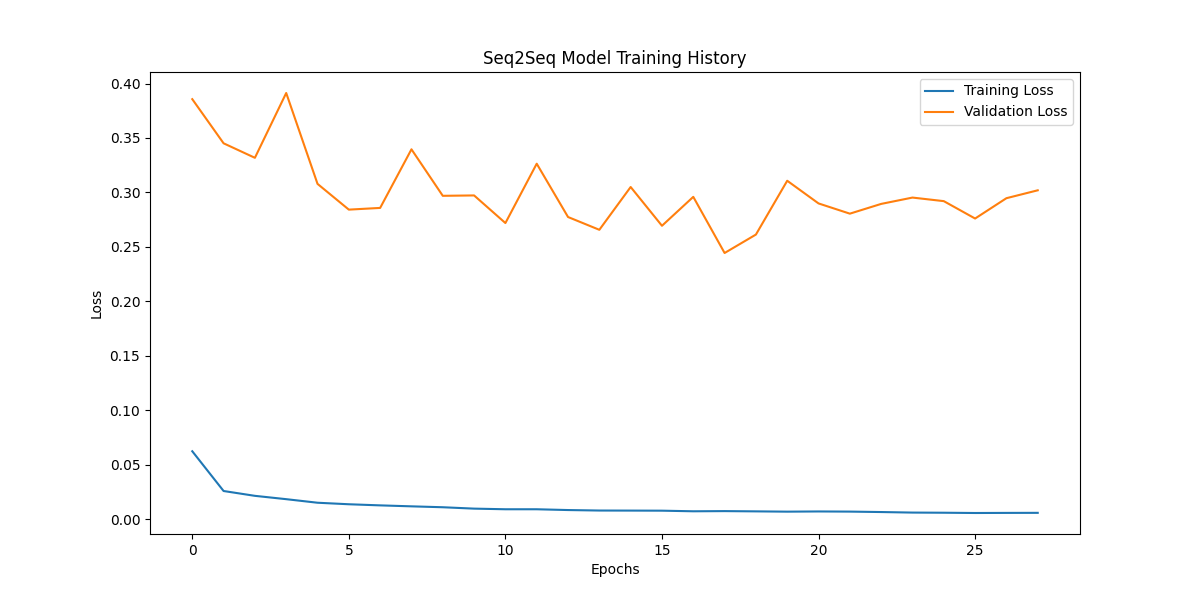 Seq2Seq Model Training History
Training Loss
Validation Loss
0.40
0.35
0.30
0.25
0.20
0.15
0.10
0.05
0.00
Loss
0 5 10 15 20 25
Epochs